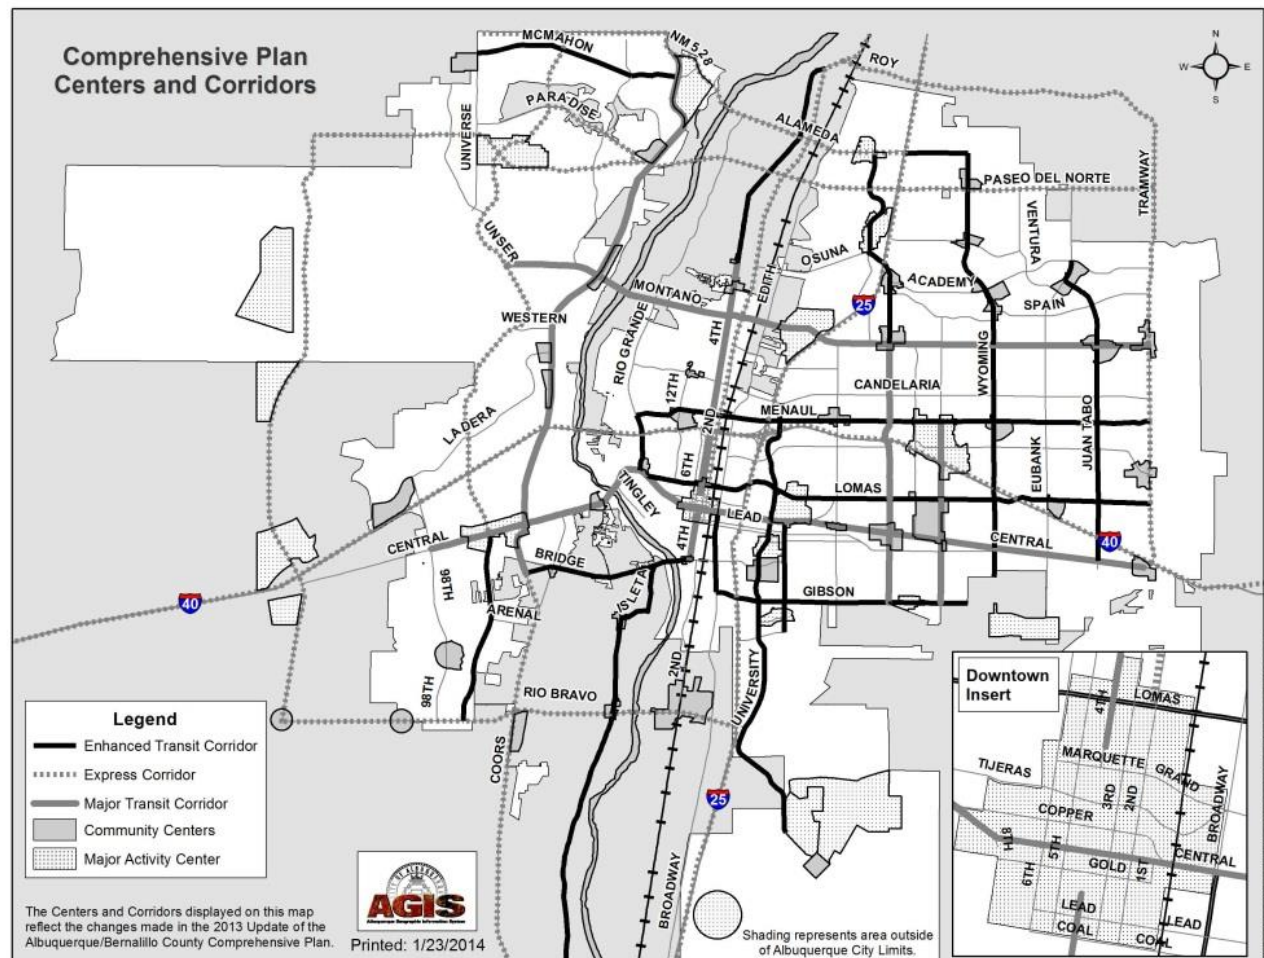 Comprehensive Plan
Centers and Corridors
MCMAHON
NM 528
ROY
N
W
E
S
PARADISE
UNIVERSE
ALAMEDA
TRAMWAY
PASEO DEL NORTE
VENTURA
UNSER
OSUNA
EDITH
ACADEMY
SPAIN
MONTANO
25
WESTERN
RIO GRANDE
4TH
WYOMING
CANDELARIA
12TH
2ND
MENAUL
LADERA
JUAN TABO
EUBANK
6TH
LOMAS
TINGLEY
LEAD
CENTRAL
CENTRAL
40
4TH
BRIDGE
98TH
ISLETA
GIBSON
40
ARENAL
2ND
UNIVERSITY
98TH
RIO BRAVO
COORS
25
BROADWAY
Legend
Enhanced Transit Corridor
Express Corridor
Major Transit Corridor
Community Centers
Major Activity Center
The Centers and Corridors displayed on this map
reflect the changes made in the 2013 Update of the
Albuquerque/Bernalillo County Comprehensive Plan.
AGIS
Albuquerque Geographic Information System
Printed: 1/23/2014
Shading represents area outside
of Albuquerque City Limits.
Downtown
Insert
4TH
LOMAS
MARQUETTE
TIJERAS
GRAND
3RD
2ND
BROADWAY
COPPER
8TH
5TH
6TH
GOLD
1ST
CENTRAL
LEAD
LEAD
COAL
COAL